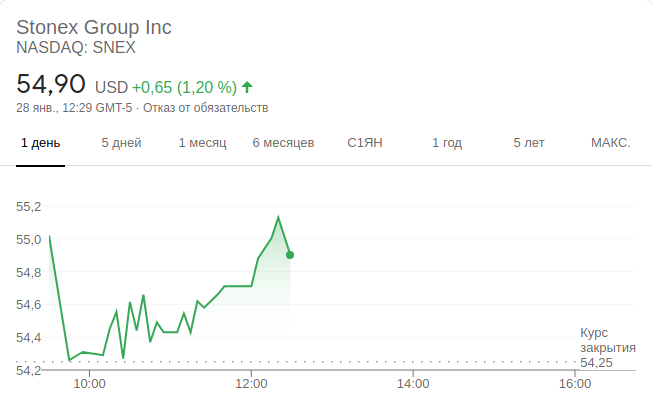 Stonex Group Inc
NASDAQ: SNEX
54,90 USD +0,65 (1,20 %)
28 янв., 12:29 GMT-5 · Отказ от обязательств
1 день 5 дней 1 месяц 6 месяцев С1ЯН 1 год 5 лет МАКС.
55,2
55,0
54,8
54,6
54,4
54,2
Курс
закрытия
54,25
10:00 12:00 14:00 16:00